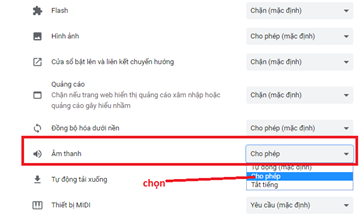 Flash
Chặn (mặc định)
Hình ảnh
Cho phép (mặc định)
Cửa sổ bật lên và liên kết chuyển hướng
Chặn (mặc định)
Quảng cáo
Chặn nếu trang web hiển thị quảng cáo xâm nhập hoặc
quảng cáo gây hiểu nhầm
Chặn (mặc định)
Đồng bộ hóa dưới nền
Cho phép (mặc định)
Âm thanh
Cho phép
Tự động (mặc định)
Cho phép
Tắt tiếng
Tự động tải xuống
chọn
Thiết bị MIDI
Yêu cầu (mặc định)